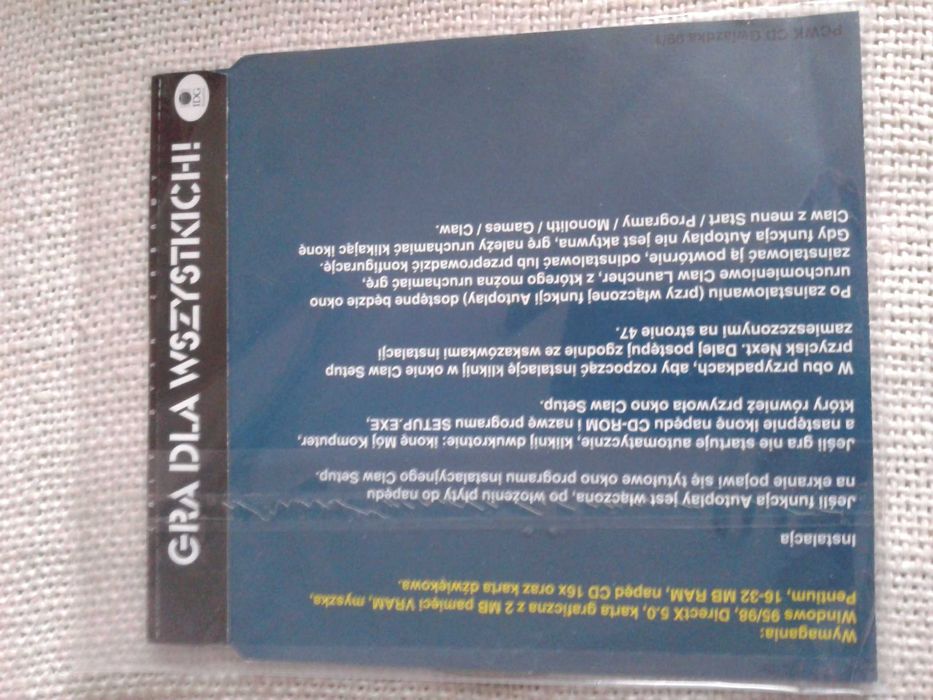 Wymagania:
Windows 95/98, DirectX 5.0, karta graficzna z 2 MB pamięci VRAM, myszka,
Pentium, 16-32 MB RAM, napęd CD 16x oraz karta dźwiękowa.
Instalacja
Jeśli funkcja Autoplay jest włączona, po włożeniu płyty do napędu
na ekranie pojawi się tytułowe okno programu instalacyjnego Claw Setup.
Jeśli gra nie startuje automatycznie, kliknij dwukrotnie: ikonę Mój Komputer,
a następnie ikonę napędu CD-ROM i nazwę programu SETUP.EXE,
który również przywoła okno Claw Setup.
W obu przypadkach, aby rozpocząć instalację kliknij w oknie Claw Setup
przycisk Next. Dalej postępuj zgodnie ze wskazówkami instalacji
zamieszczonymi na stronie 47.
Po zainstalowaniu (przy włączonej funkcji Autoplay) dostępne będzie okno
uruchomieniowe Claw Launcher, z którego można uruchamiać grę,
zainstalować ją powtórnie, odinstalować lub przeprowadzić konfigurację.
Gdy funkcja Autoplay nie jest aktywna, grę należy uruchamiać klikając ikonę
Claw z menu Start / Programy / Monolith / Games / Claw.
PCWK CD Gwiazdka 99/1
GRA DLA WSZYSTKICH!
IDG